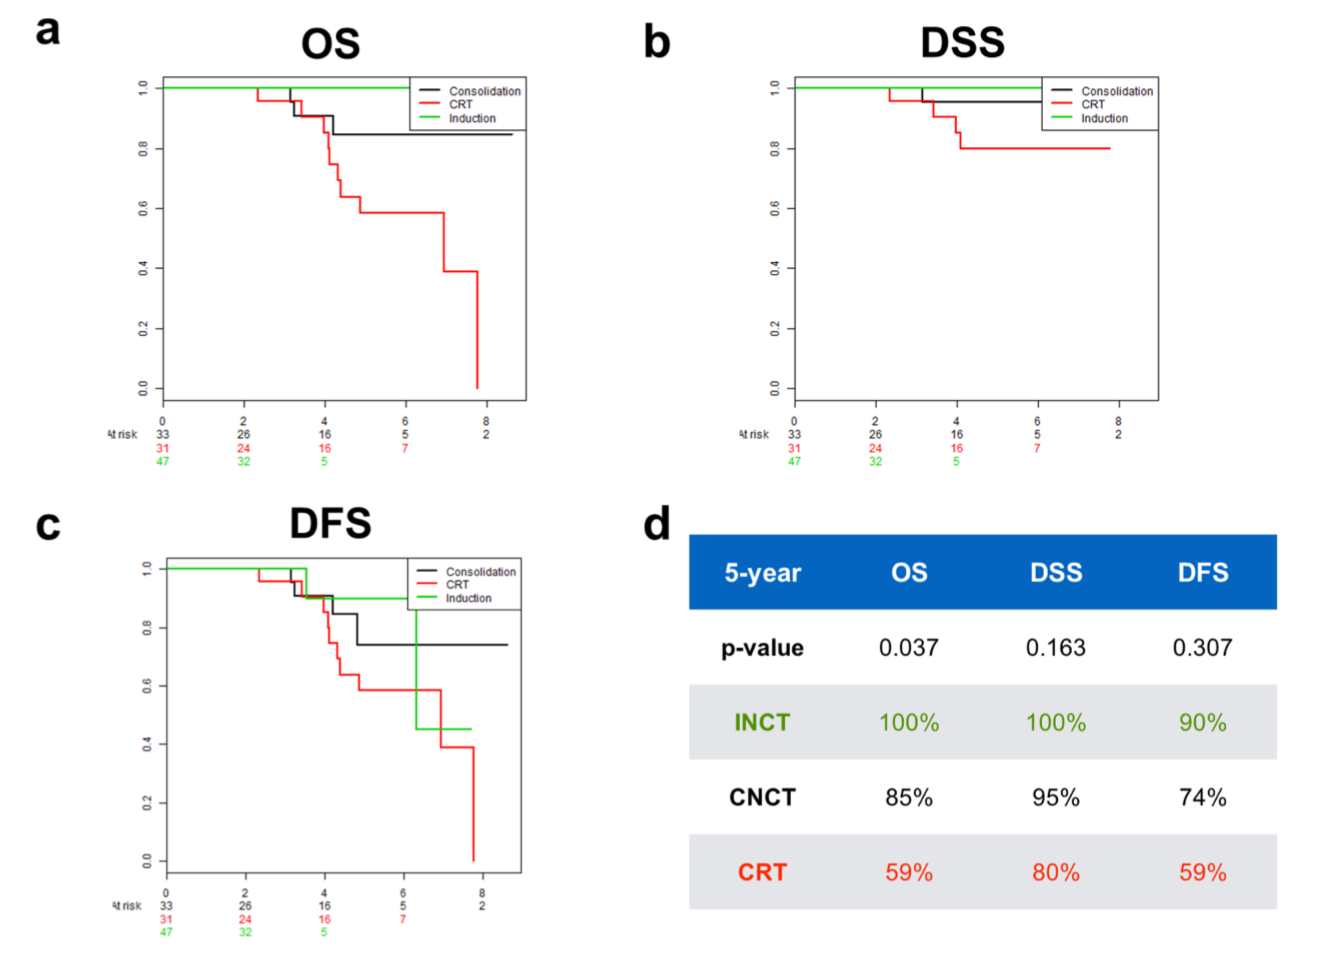 a
OS
1.0
0.8
0.6
0.4
0.2
0.0
Consolidation
CRT
Induction
0 2 4 6 8
At risk 33 26 16 5 2
31 24 16 7
47 32 5
b
DSS
1.0
0.8
0.6
0.4
0.2
0.0
Consolidation
CRT
Induction
0 2 4 6 8
At risk 33 26 16 5 2
31 24 16 7
47 32 5
c
DFS
1.0
0.8
0.6
0.4
0.2
0.0
Consolidation
CRT
Induction
0 2 4 6 8
At risk 33 26 16 5 2
31 24 16 7
47 32 5
d
5-year OS DSS DFS
p-value 0.037 0.163 0.307
INCT 100% 100% 90%
CNCT 85% 95% 74%
CRT 59% 80% 59%